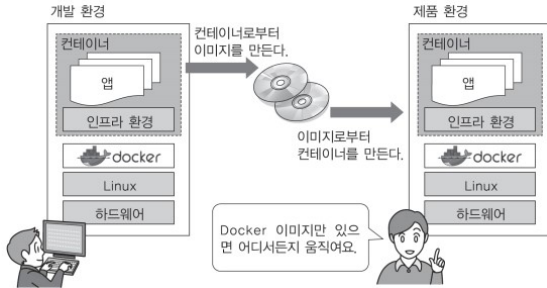 개발 환경
컨테이너
앱
인프라 환경
docker
Linux
하드웨어
컨테이너로부터
이미지를 만든다.
이미지로부터
컨테이너를 만든다.
제품 환경
컨테이너
앱
인프라 환경
docker
Linux
하드웨어
Docker 이미지만 있으
면 어디서든지 움직여요.